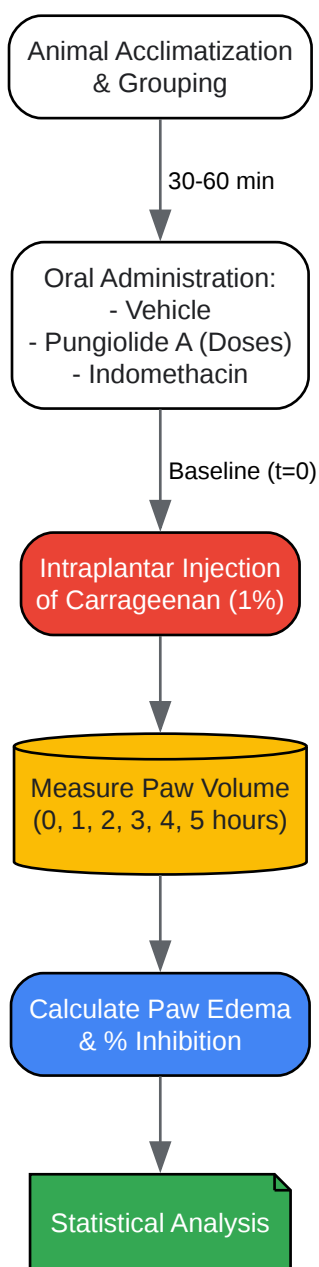 Animal Acclimatization
& Grouping
30-60 min
Oral Administration:
- Vehicle
- Pungiolide A (Doses)
- Indomethacin
Baseline (t=0)
Intraplantar Injection
of Carrageenan (1%)
Measure Paw Volume
(0, 1, 2, 3, 4, 5 hours)
Calculate Paw Edema
& % Inhibition
Statistical Analysis